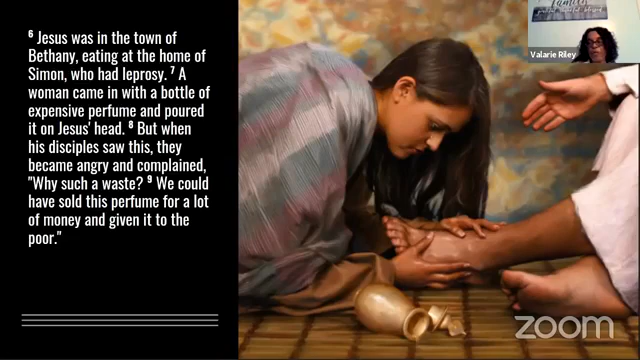 6 Jesus was in the town of
Bethany, eating at the home of
Simon, who had leprosy. 7 A
woman came in with a bottle of
expensive perfume and poured
it on Jesus' head. 8 But when
his disciples saw this, they
became angry and complained,
"Why such a waste? 9 We could
have sold this perfume for a lot
of money and given it to the
poor."
Valarie Riley
zoom